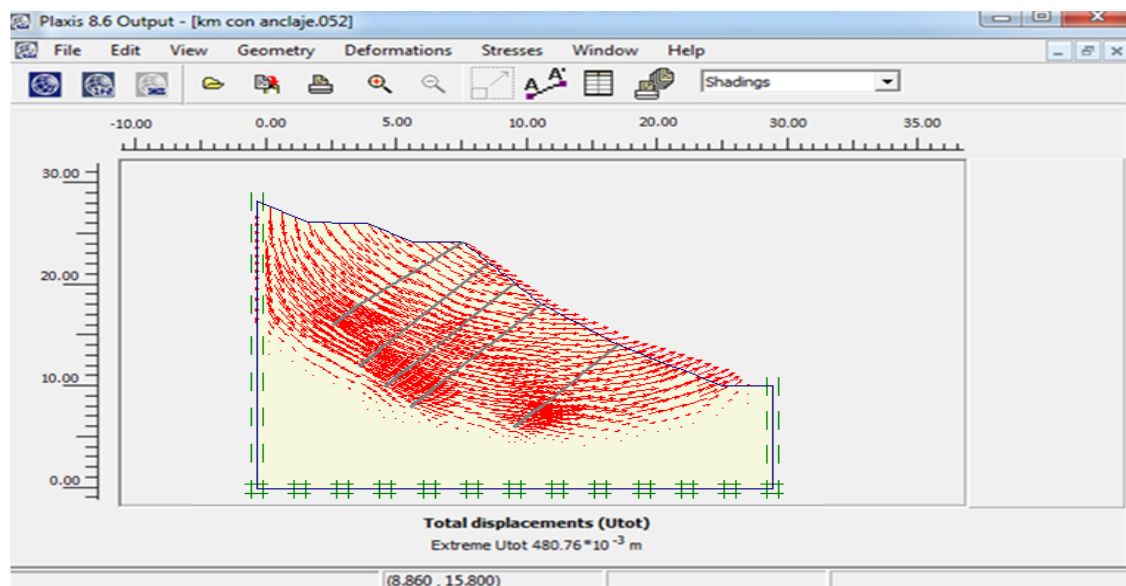 Plaxis 8.6 Output - [km con anclaje.052]
File Edit View Geometry Deformations Stresses Window Help
Shadings
-10.00 0.00 5.00 10.00 20.00 30.00 35.00
30.00
20.00
10.00
0.00
Total displacements (Utot)
Extreme Utot 480.76*10 -3 m
(8.860 , 15.800)